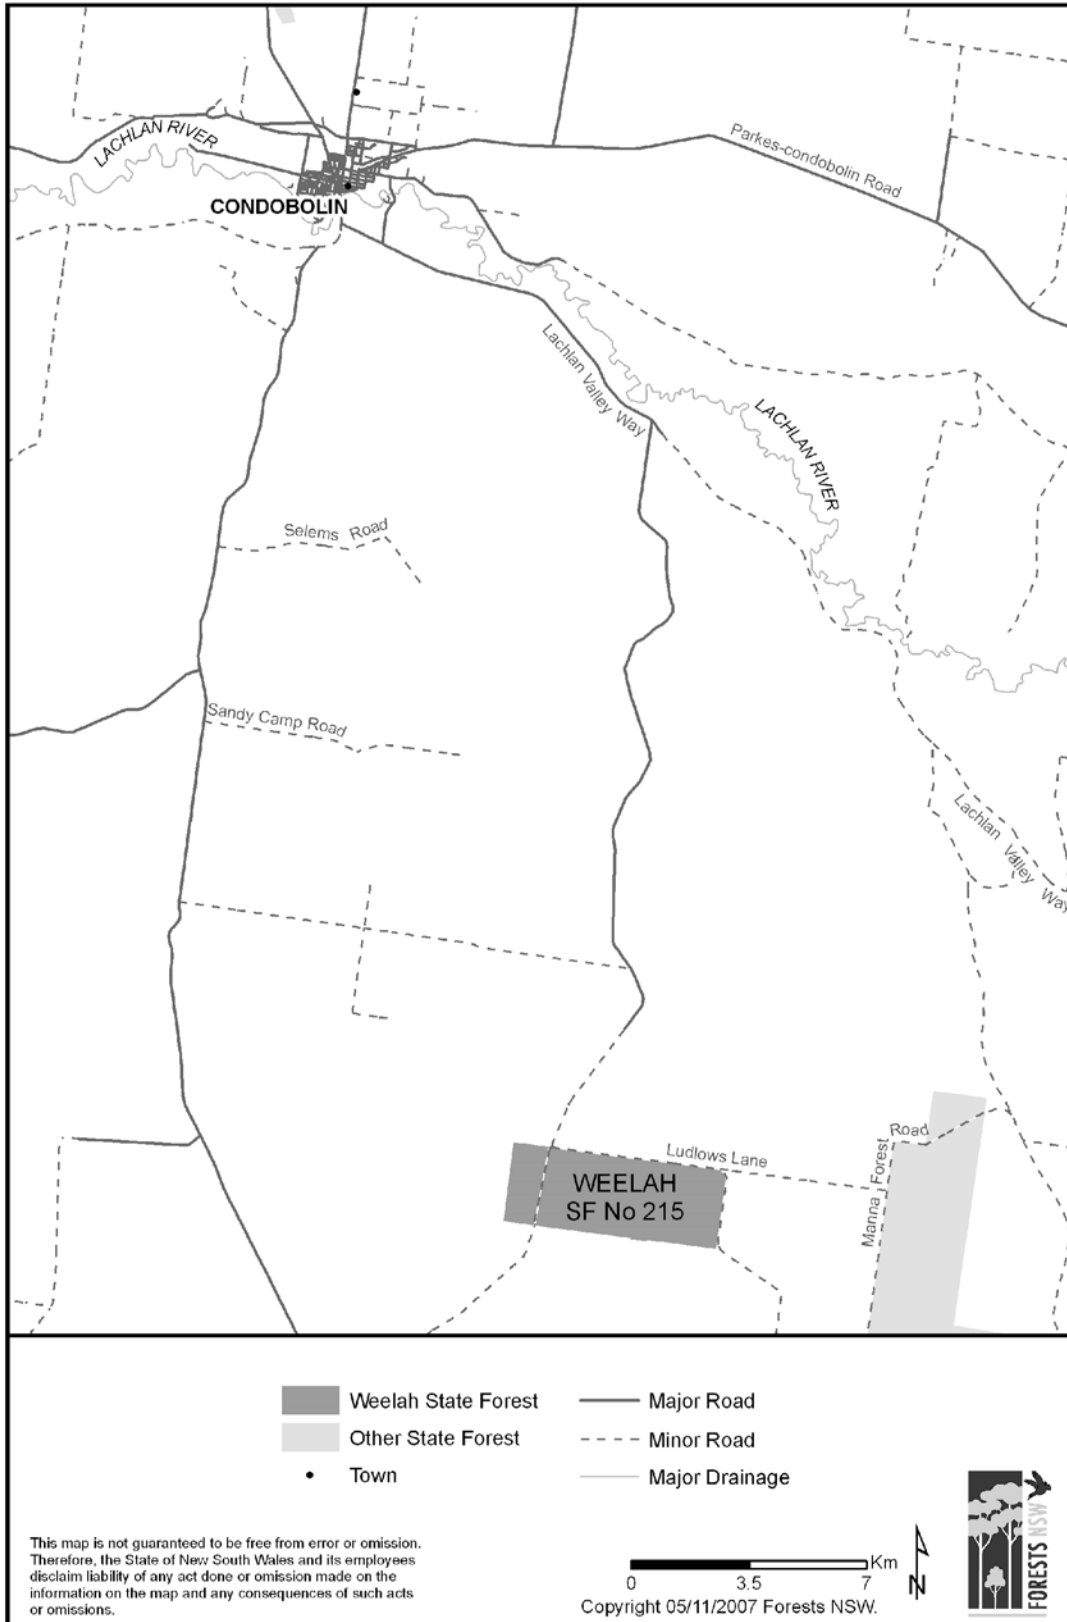 Parkes-condobolin Road
LACHLAN RIVER
CONDOBOLIN
Lachlan Valley Way
LACHLAN RIVER
Selems Road
Sandy Camp Road
Lachlan Valley Way
Ludlows Lane
Manna Forest Road
WEELAH
SF No 215
Weelah State Forest
Other State Forest
Town
Major Road
Minor Road
Major Drainage
This map is not guaranteed to be free from error or omission.
Therefore, the State of New South Wales and its employees
disclaim liability of any act done or omission made on the
information on the map and any consequences of such acts
or omissions.
Km
0 3.5 7
Copyright 05/11/2007 Forests NSW.
N
FORESTS NSW